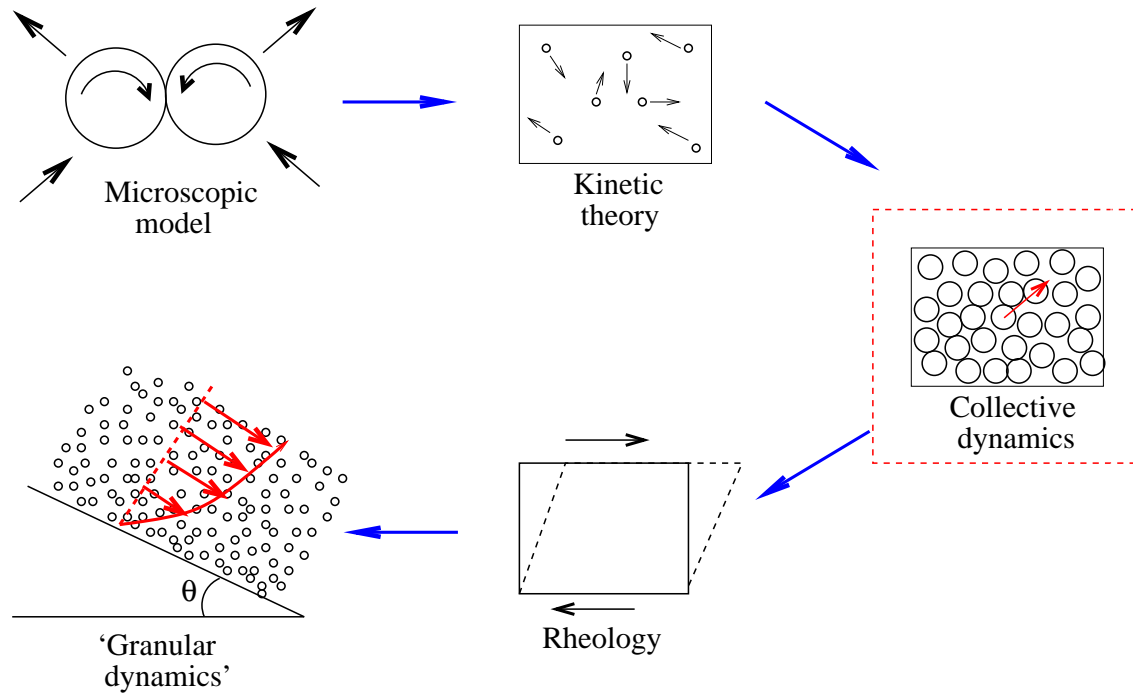 Microscopic
model
Kinetic
theory
Collective
dynamics
Rheology
θ
‘Granular
dynamics’